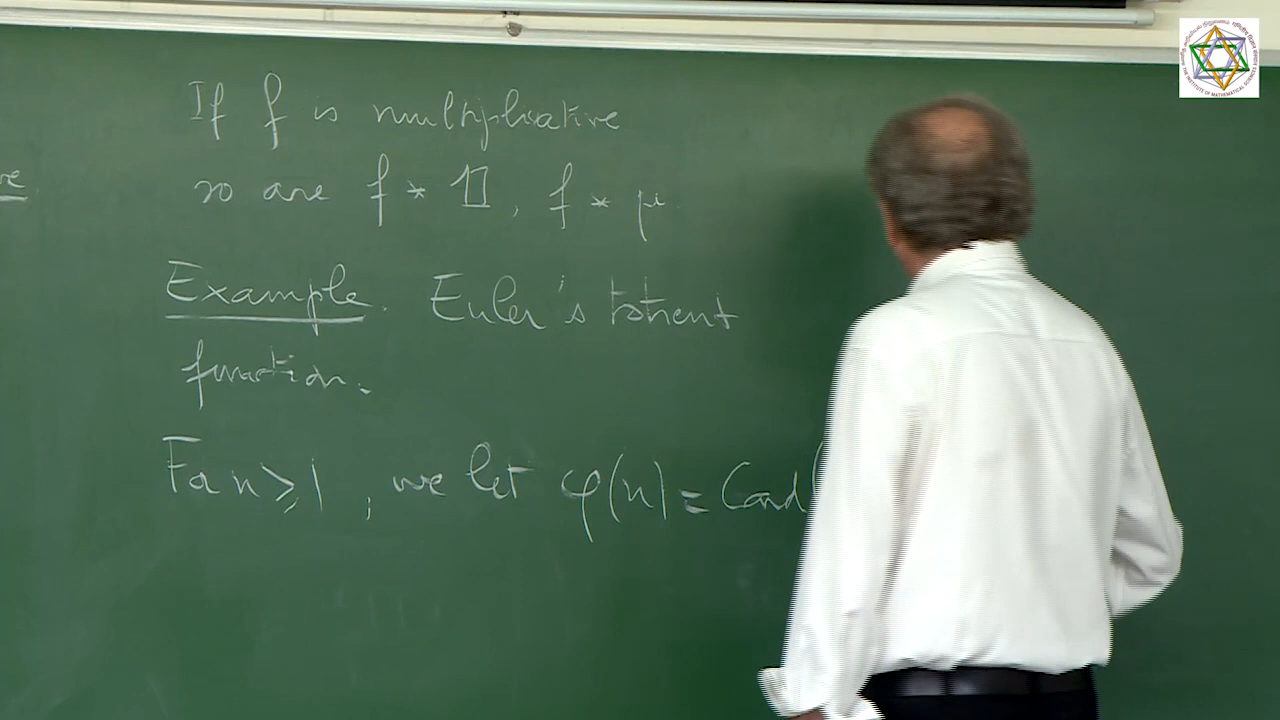 If f is multiplicative
so are f * 𝟙, f * μ
Example. Euler's totient
function.
For n ≥ 1, we let φ(n) = Card(